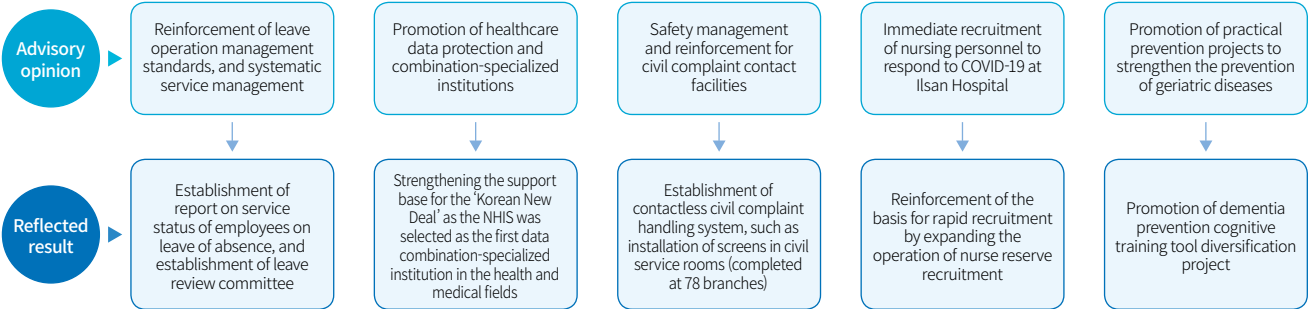 Advisory
opinion
Reinforcement of leave
operation management
standards, and systematic
service management
Promotion of healthcare
data protection and
combination-specialized
institutions
Safety management
and reinforcement for
civil complaint contact
facilities
Immediate recruitment
of nursing personnel to
respond to COVID-19 at
Ilsan Hospital
Promotion of practical
prevention projects to
strengthen the prevention
of geriatric diseases
Reflected
result
Establishment of
report on service
status of employees on
leave of absence, and
establishment of leave
review committee
Strengthening the support
base for the ‘Korean New
Deal’ as the NHIS was
selected as the first data
combination-specialized
institution in the health and
medical fields
Establishment of
contactless civil complaint
handling system, such as
installation of screens in civil
service rooms (completed
at 78 branches)
Reinforcement of the
basis for rapid recruitment
by expanding the
operation of nurse reserve
recruitment
Promotion of dementia
prevention cognitive
training tool diversification
project